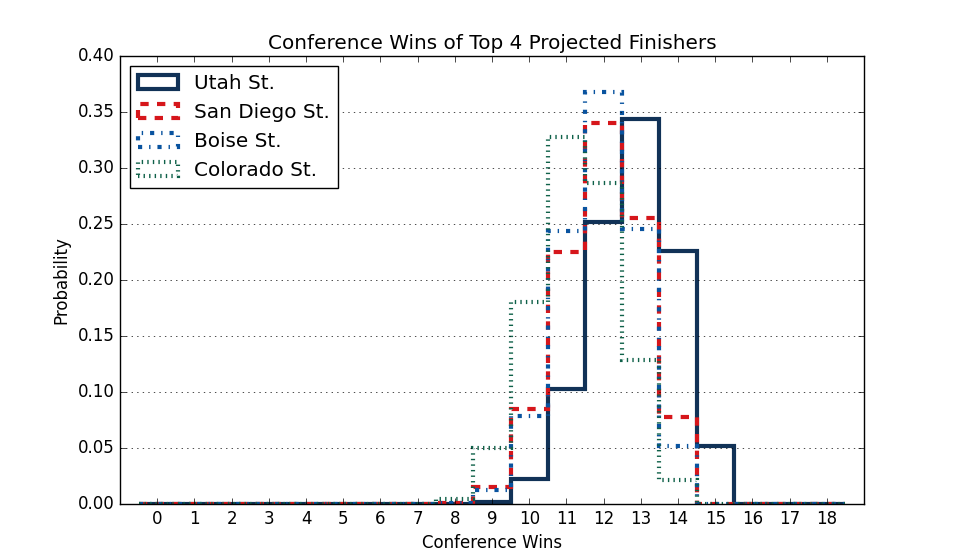 Conference Wins of Top 4 Projected Finishers
0.40
0.35
0.30
0.25
0.20
0.15
0.10
0.05
0.00
Probability
Utah St.
San Diego St.
Boise St.
Colorado St.
0 1 2 3 4 5 6 7 8 9 10 11 12 13 14 15 16 17 18
Conference Wins